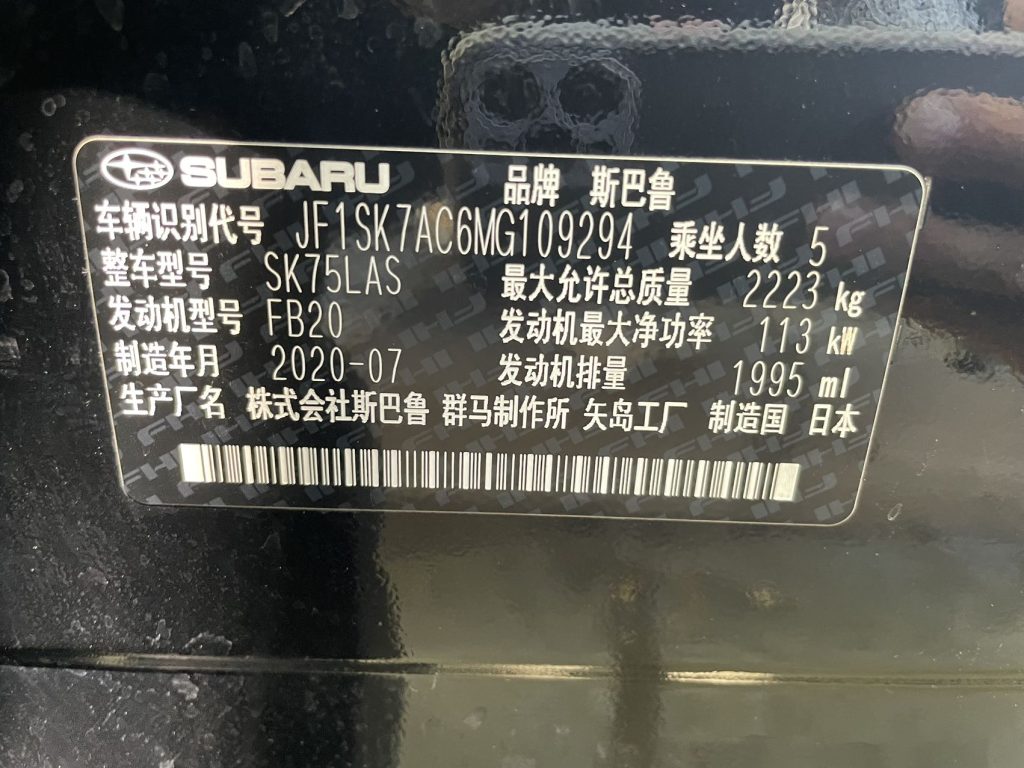 SUBARU 品牌 斯巴鲁
车辆识别代号 JF1SK7AC6MG109294 乘坐人数 5
整车型号 SK75LAS 最大允许总质量 2223 kg
发动机型号 FB20 发动机最大净功率 113 kW
制造年月 2020-07 发动机排量 1995 ml
生产厂名 株式会社斯巴鲁 群马制作所 矢岛工厂 制造国 日本